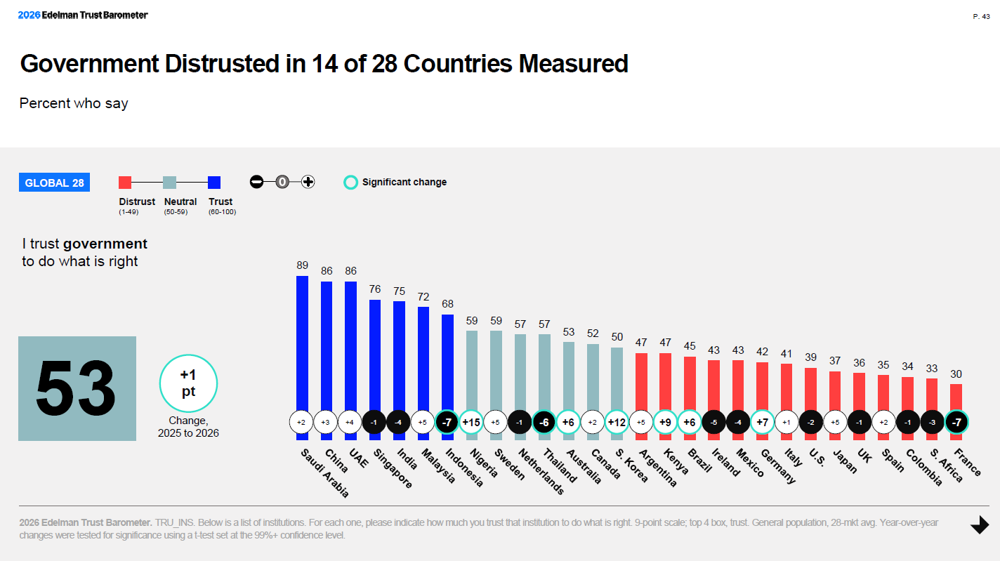 2026 Edelman Trust Barometer
P. 43
Government Distrusted in 14 of 28 Countries Measured
Percent who say
GLOBAL 28
Distrust Neutral Trust
(1-49) (50-59) (60-100)
0
Significant change
I trust government
to do what is right
53
+1
pt
Change,
2025 to 2026
89 86 86 76 75 72 68 59 59 57 57 53 52 50 47 47 45 43 43 42 41 39 37 36 35 34 33 30
+2 +3 +4 -1 -4 +5 -7 +15 +5 -1 -6 +6 +2 +12 +5 +9 +6 -5 -4 +7 +1 -2 +5 -1 +2 -1 -3 -7
Saudi Arabia
China
UAE
Singapore
India
Malaysia
Indonesia
Nigeria
Sweden
Netherlands
Thailand
Australia
Canada
S. Korea
Argentina
Kenya
Brazil
Ireland
Mexico
Germany
Italy
U.S.
Japan
UK
Spain
Colombia
S. Africa
France
2026 Edelman Trust Barometer. TRU_INS. Below is a list of institutions. For each one, please indicate how much you trust that institution to do what is right. 9-point scale; top 4 box, trust. General population, 28-mkt avg. Year-over-year
changes were tested for significance using a t-test set at the 99%+ confidence level.